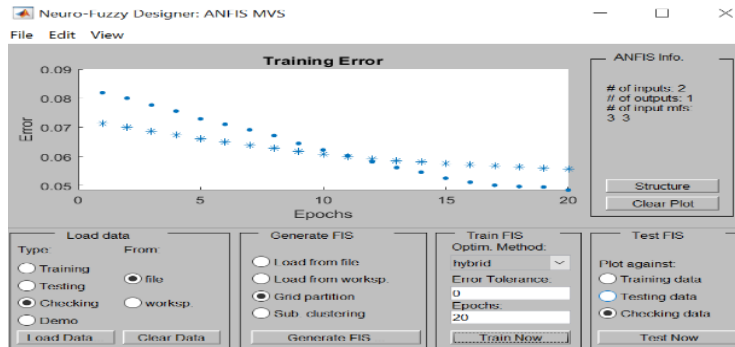 Neuro-Fuzzy Designer: ANFIS MVS
File Edit View
Training Error
0.09
0.08
0.07
0.06
0.05
Error
0 5 10 15 20
Epochs
ANFIS Info.
# of inputs: 2
# of outputs: 1
# of input mfs:
3 3
Structure
Clear Plot
Load data
Type: From:
Training
Testing
Checking
Demo
file
worksp.
Load Data Clear Data
Generate FIS
Load from file
Load from worksp.
Grid partition
Sub. clustering
Generate FIS
Train FIS
Optim. Method:
hybrid
Error Tolerance:
0
Epochs:
20
Train Now
Test FIS
Plot against:
Training data
Testing data
Checking data
Test Now